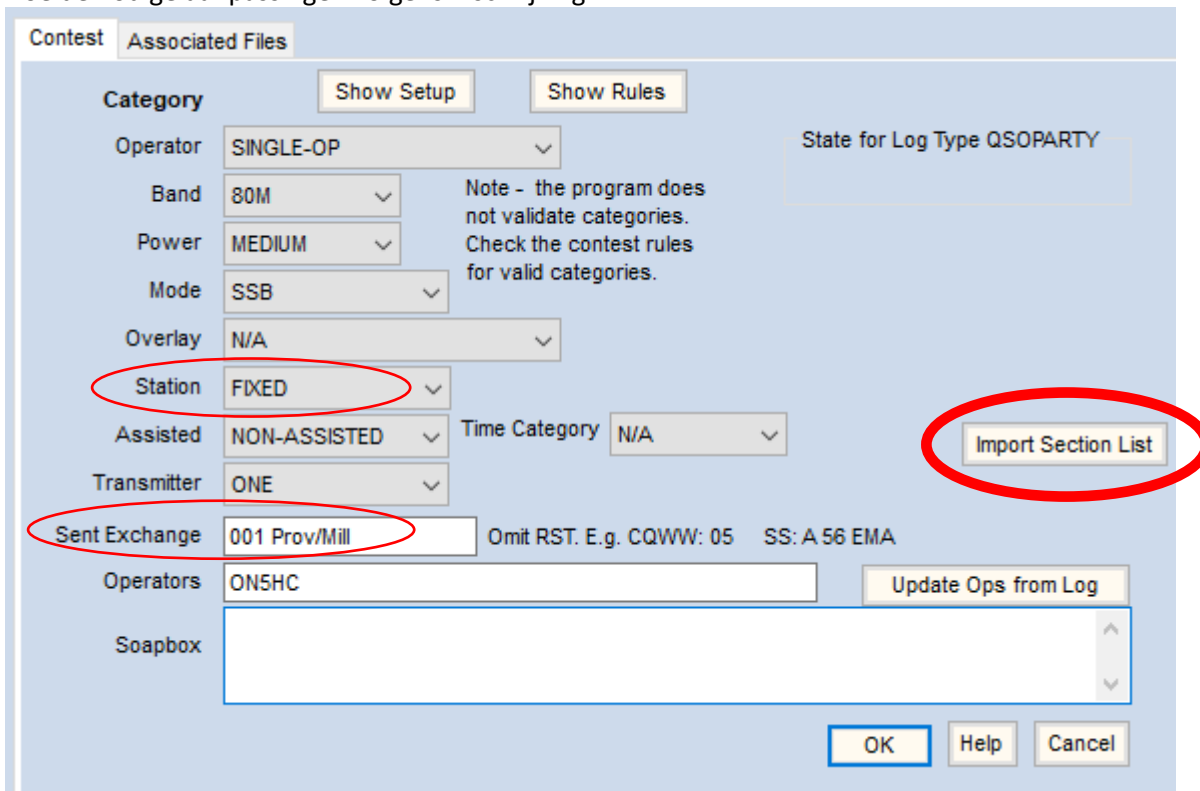 Contest Associated Files
Category Show Setup Show Rules
Operator SINGLE-OP State for Log Type QSOPARTY
Band 80M Note - the program does
not validate categories.
Power MEDIUM Check the contest rules
for valid categories.
Mode SSB
Overlay N/A
Station FIXED
Assisted NON-ASSISTED Time Category N/A Import Section List
Transmitter ONE
Sent Exchange 001 Prov/Mill Omit RST. E.g. CQWW: 05 SS: A 56 EMA
Operators ON5HC Update Ops from Log
Soapbox
OK Help Cancel